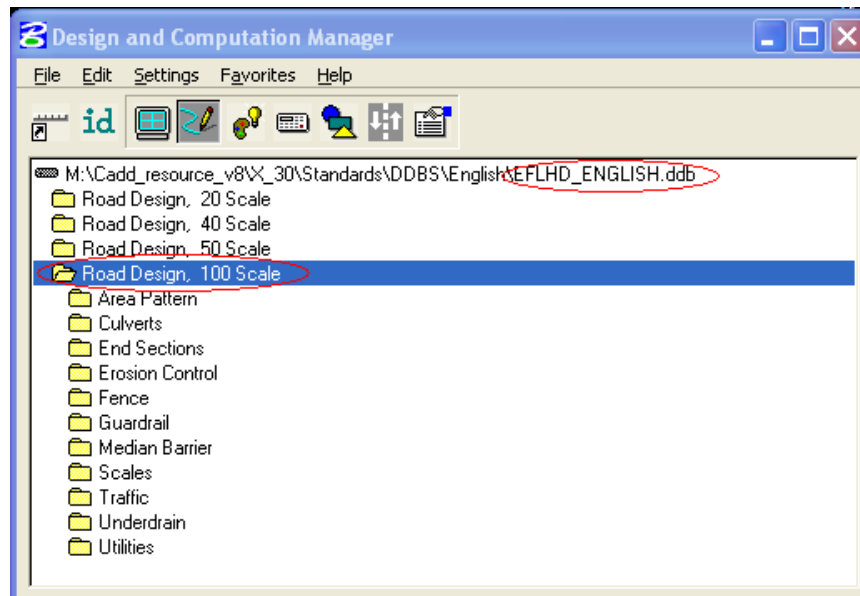 Design and Computation Manager
File Edit Settings Favorites Help
id
M:\Cadd_resource_v8\X_30\Standards\DDBS\English\EFLHD_ENGLISH.ddb
Road Design, 20 Scale
Road Design, 40 Scale
Road Design, 50 Scale
Road Design, 100 Scale
Area Pattern
Culverts
End Sections
Erosion Control
Fence
Guardrail
Median Barrier
Scales
Traffic
Underdrain
Utilities